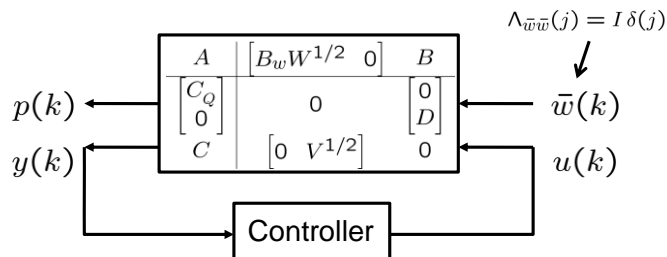 Λ_{w̄w̄}(j) = I δ(j)
A [B_w W^{1/2} 0] B
p(k) [C_Q 0] 0 [0 D] w̄(k)
y(k) C [0 V^{1/2}] 0 u(k)
Controller